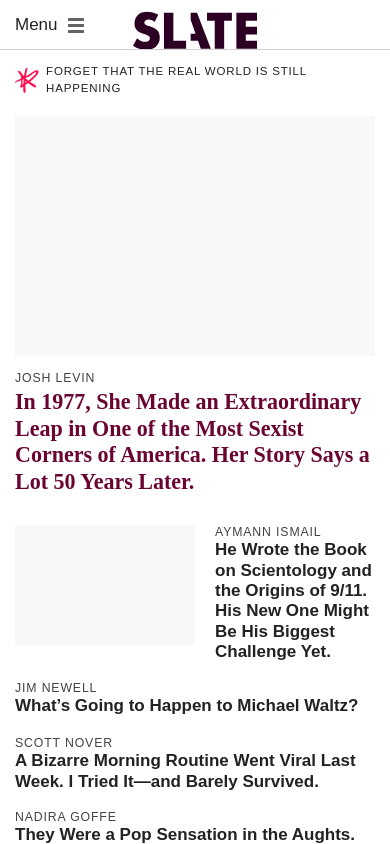 Menu
SLATE
FORGET THAT THE REAL WORLD IS STILL
HAPPENING
JOSH LEVIN
In 1977, She Made an Extraordinary
Leap in One of the Most Sexist
Corners of America. Her Story Says a
Lot 50 Years Later.
AYMANN ISMAIL
He Wrote the Book
on Scientology and
the Origins of 9/11.
His New One Might
Be His Biggest
Challenge Yet.
JIM NEWELL
What’s Going to Happen to Michael Waltz?
SCOTT NOVER
A Bizarre Morning Routine Went Viral Last
Week. I Tried It—and Barely Survived.
NADIRA GOFFE
They Were a Pop Sensation in the Aughts.